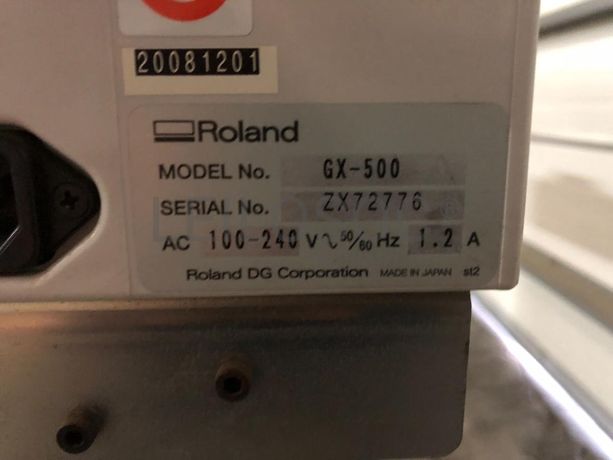 20081201
Roland
MODEL No. GX-500
SERIAL No. ZX72776
AC 100-240 V∿50/60 Hz 1.2 A
Roland DG Corporation MADE IN JAPAN st2